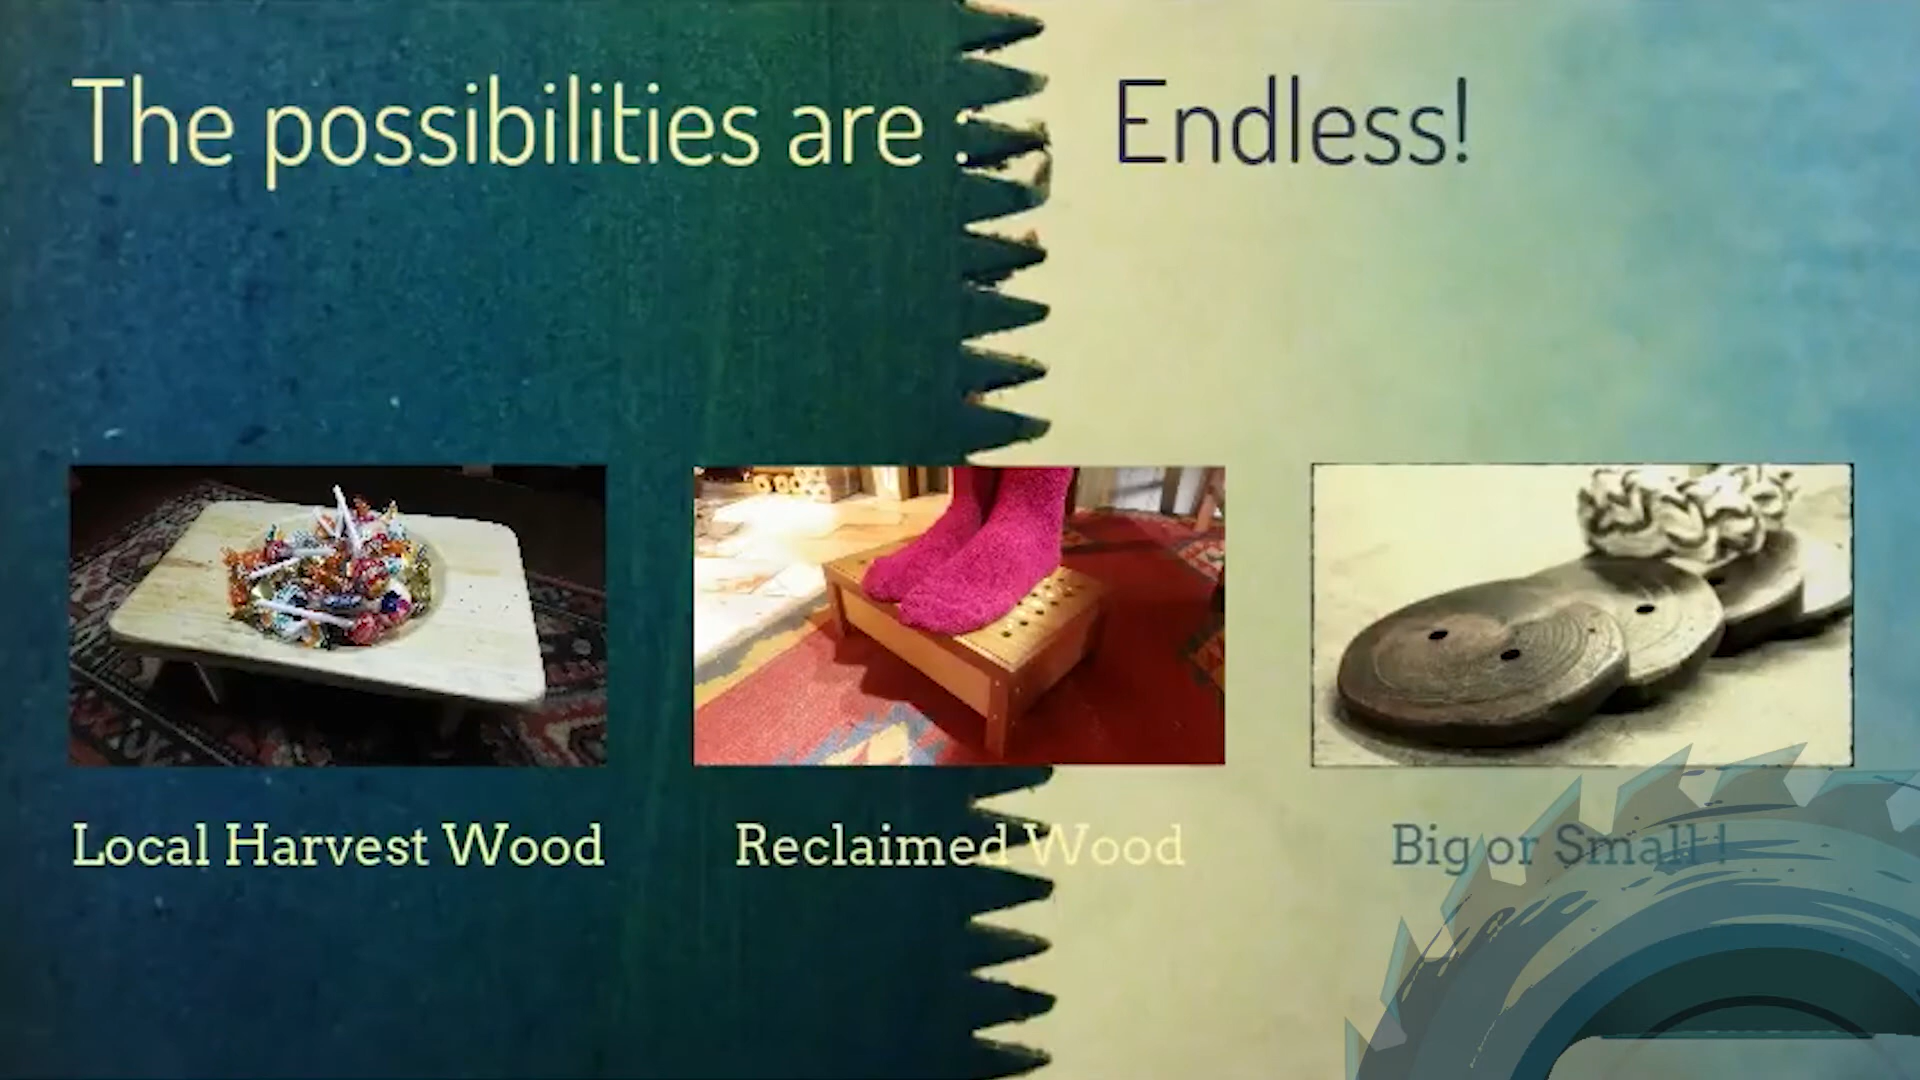 The possibilities are :
Endless!
Local Harvest Wood
Reclaimed Wood
Big or Small !